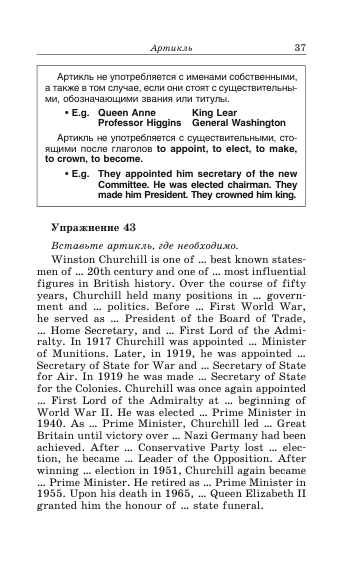 Артикль 37
Артикль не употребляется с именами собственными,
а также в том случае, если они стоят с существительны-
ми, обозначающими звания или титулы.
• E.g. Queen Anne King Lear
Professor Higgins General Washington
Артикль не употребляется с существительными, сто-
ящими после глаголов to appoint, to elect, to make,
to crown, to become.
• E.g. They appointed him secretary of the new
Committee. He was elected chairman. They
made him President. They crowned him king.
Упражнение 43
Вставьте артикль, где необходимо.
Winston Churchill is one of ... best known states-
men of ... 20th century and one of ... most influential
figures in British history. Over the course of fifty
years, Churchill held many positions in ... govern-
ment and ... politics. Before ... First World War,
he served as ... President of the Board of Trade,
... Home Secretary, and ... First Lord of the Admi-
ralty. In 1917 Churchill was appointed ... Minister
of Munitions. Later, in 1919, he was appointed ...
Secretary of State for War and ... Secretary of State
for Air. In 1919 he was made ... Secretary of State
for the Colonies. Churchill was once again appointed
... First Lord of the Admiralty at ... beginning of
World War II. He was elected ... Prime Minister in
1940. As ... Prime Minister, Churchill led ... Great
Britain until victory over ... Nazi Germany had been
achieved. After ... Conservative Party lost ... elec-
tion, he became ... Leader of the Opposition. After
winning ... election in 1951, Churchill again became
... Prime Minister. He retired as ... Prime Minister in
1955. Upon his death in 1965, ... Queen Elizabeth II
granted him the honour of ... state funeral.